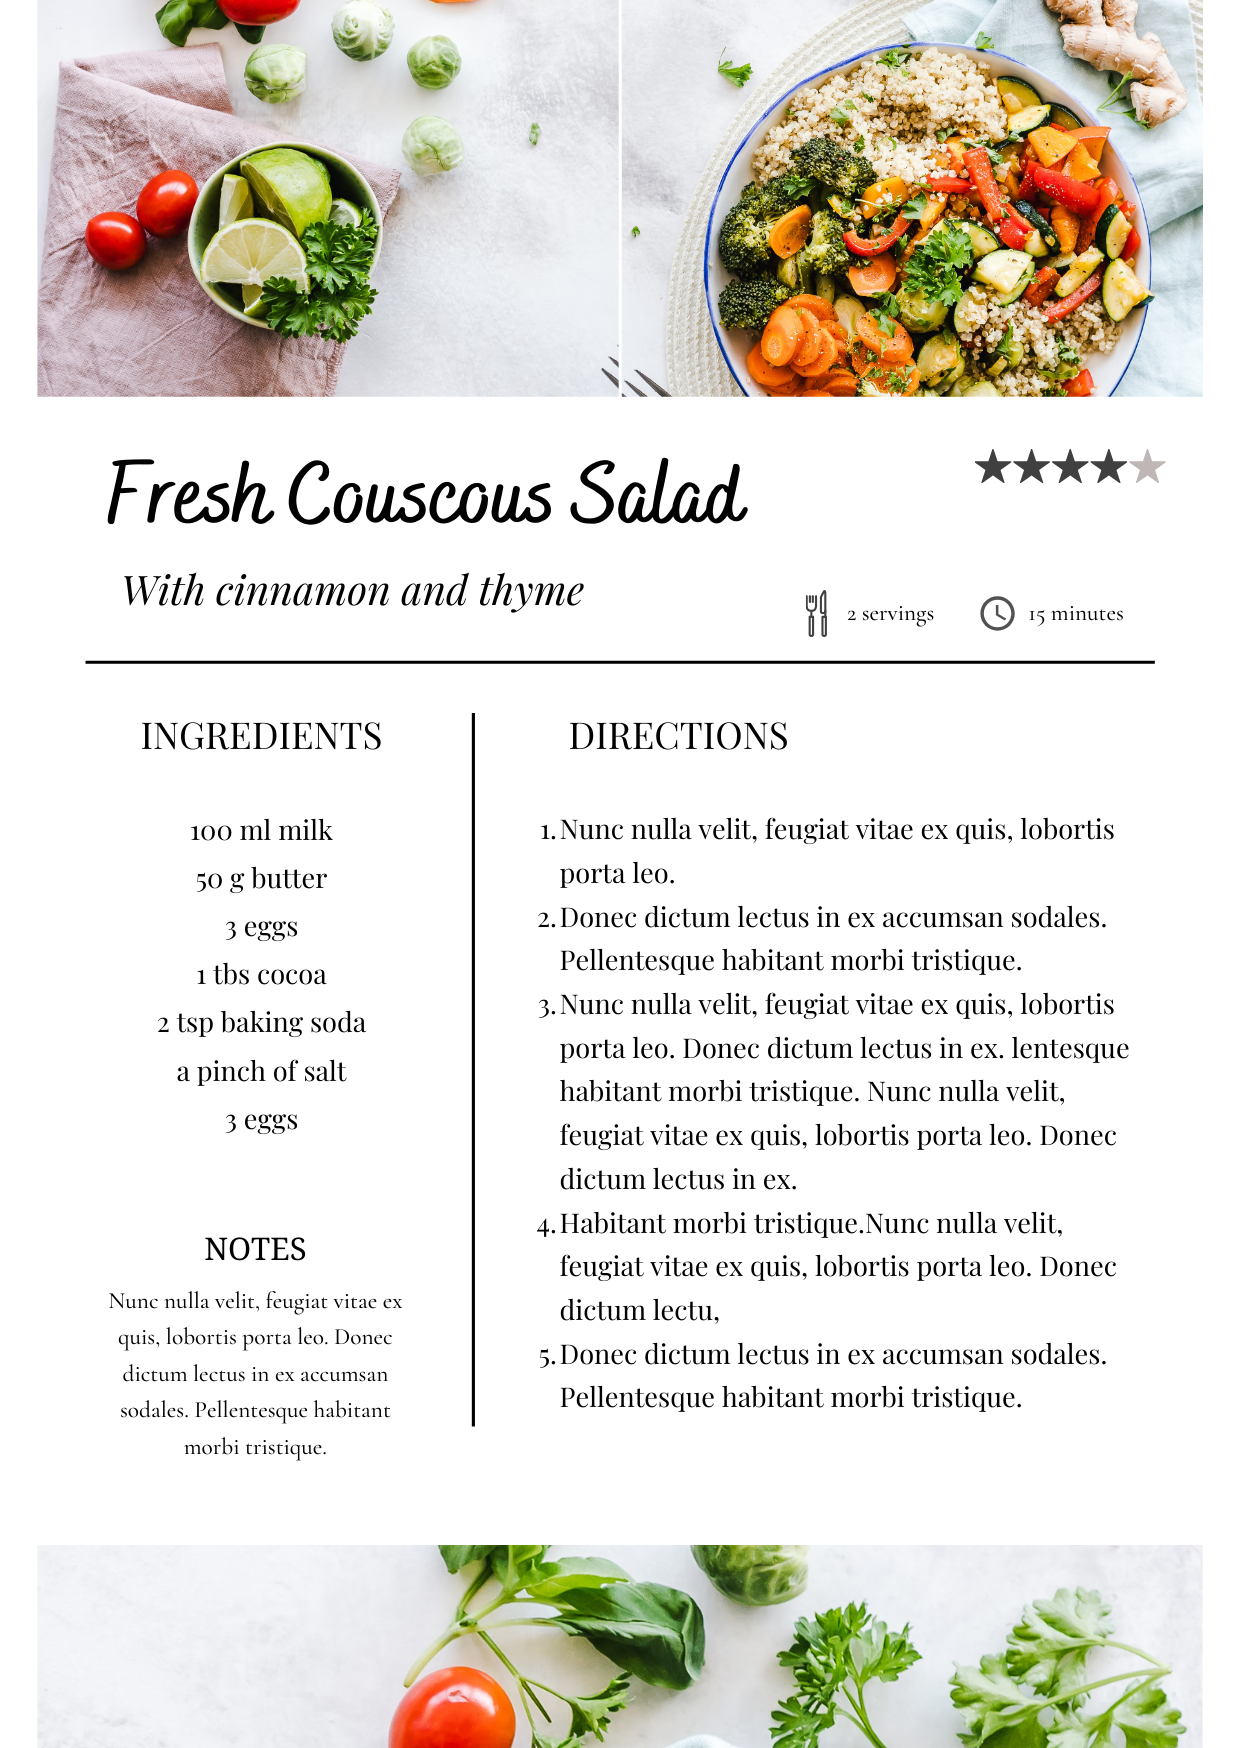 Fresh Couscous Salad
With cinnamon and thyme
2 servings
15 minutes
INGREDIENTS
100 ml milk
50 g butter
3 eggs
1 tbs cocoa
2 tsp baking soda
a pinch of salt
3 eggs
NOTES
Nunc nulla velit, feugiat vitae ex
quis, lobortis porta leo. Donec
dictum lectus in ex accumsan
sodales. Pellentesque habitant
morbi tristique.
DIRECTIONS
1. Nunc nulla velit, feugiat vitae ex quis, lobortis
porta leo.
2. Donec dictum lectus in ex accumsan sodales.
Pellentesque habitant morbi tristique.
3. Nunc nulla velit, feugiat vitae ex quis, lobortis
porta leo. Donec dictum lectus in ex. lentesque
habitant morbi tristique. Nunc nulla velit,
feugiat vitae ex quis, lobortis porta leo. Donec
dictum lectus in ex.
4. Habitant morbi tristique.Nunc nulla velit,
feugiat vitae ex quis, lobortis porta leo. Donec
dictum lectu,
5. Donec dictum lectus in ex accumsan sodales.
Pellentesque habitant morbi tristique.